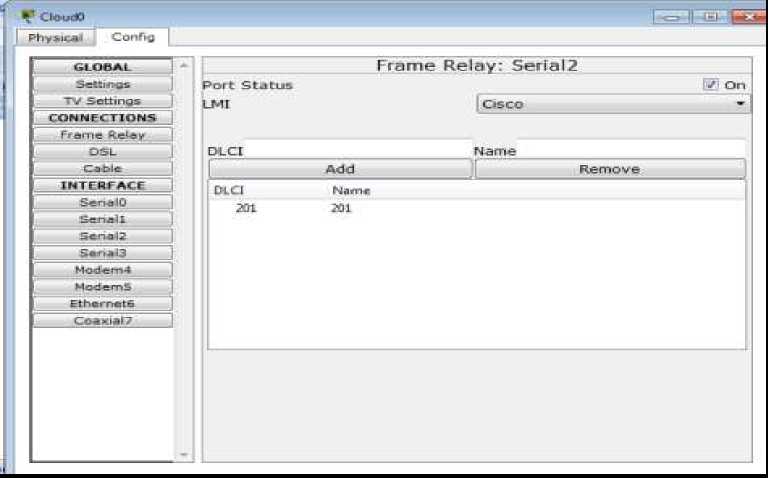 Cloud0
Physical Config
GLOBAL
Settings
TV Settings
CONNECTIONS
Frame Relay
DSL
Cable
INTERFACE
Serial0
Serial1
Serial2
Serial3
Modem4
Modem5
Ethernet6
Coaxial7
Frame Relay: Serial2
Port Status On
LMI Cisco
DLCI Name
Add Remove
DLCI Name
201 201